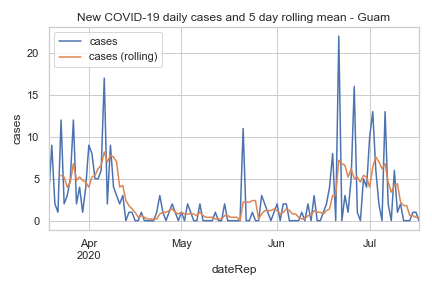 New COVID-19 daily cases and 5 day rolling mean - Guam
cases
cases (rolling)
cases
20
15
10
5
0
Apr
2020
May
Jun
Jul
dateRep